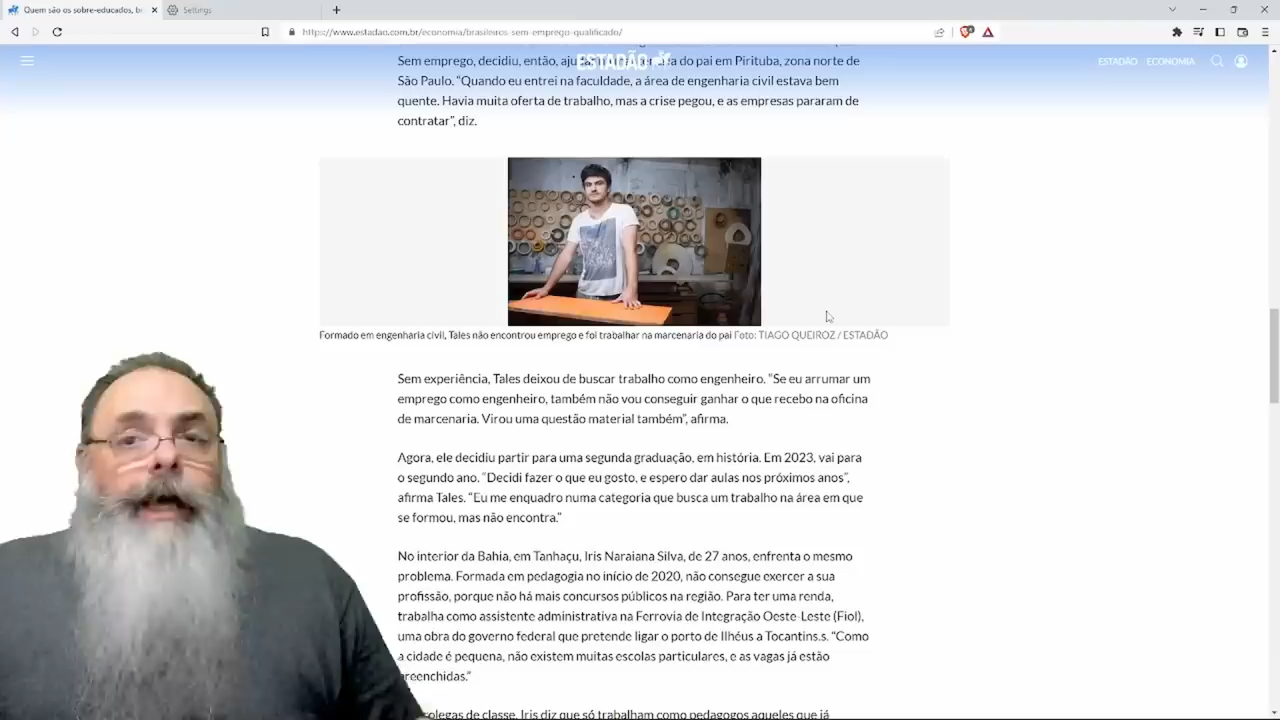 Quem são os sobre-educados, b
Settings
https://www.estadao.com.br/economia/brasileiros-sem-emprego-qualificado/
ESTADÃO
ESTADÃO ECONOMIA
Sem emprego, decidiu, então, do pai em Pirituba, zona norte de
São Paulo. “Quando eu entrei na faculdade, a área de engenharia civil estava bem
quente. Havia muita oferta de trabalho, mas a crise pegou, e as empresas pararam de
contratar”, diz.
Formado em engenharia civil, Tales não encontrou emprego e foi trabalhar na marcenaria do pai Foto: TIAGO QUEIROZ / ESTADÃO
Sem experiência, Tales deixou de buscar trabalho como engenheiro. “Se eu arrumar um
emprego como engenheiro, também não vou conseguir ganhar o que recebo na oficina
de marcenaria. Virou uma questão material também”, afirma.
Agora, ele decidiu partir para uma segunda graduação, em história. Em 2023, vai para
o segundo ano. “Decidi fazer o que eu gosto, e espero dar aulas nos próximos anos”,
afirma Tales. “Eu me enquadro numa categoria que busca um trabalho na área em que
se formou, mas não encontra.”
No interior da Bahia, em Tanhaçu, Iris Naraiana Silva, de 27 anos, enfrenta o mesmo
problema. Formada em pedagogia no início de 2020, não consegue exercer a sua
profissão, porque não há mais concursos públicos na região. Para ter uma renda,
trabalha como assistente administrativa na Ferrovia de Integração Oeste-Leste (Fiol),
uma obra do governo federal que pretende ligar o porto de Ilhéus a Tocantins.s. “Como
a cidade é pequena, não existem muitas escolas particulares, e as vagas já estão
preenchidas.”
colegas de classe, Iris diz que só trabalham como pedagogos aqueles que já